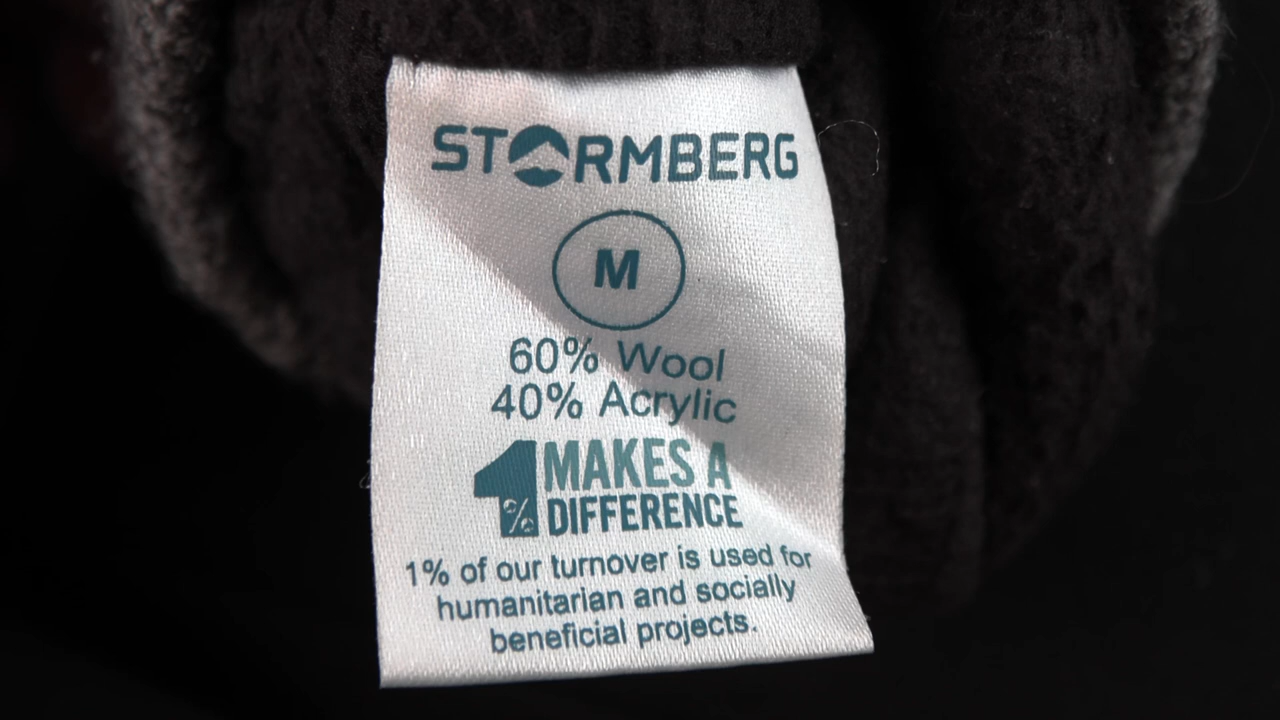 STORMBERG
M
60% Wool
40% Acrylic
1% MAKES A
DIFFERENCE
1% of our turnover is used for
humanitarian and socially
beneficial projects.